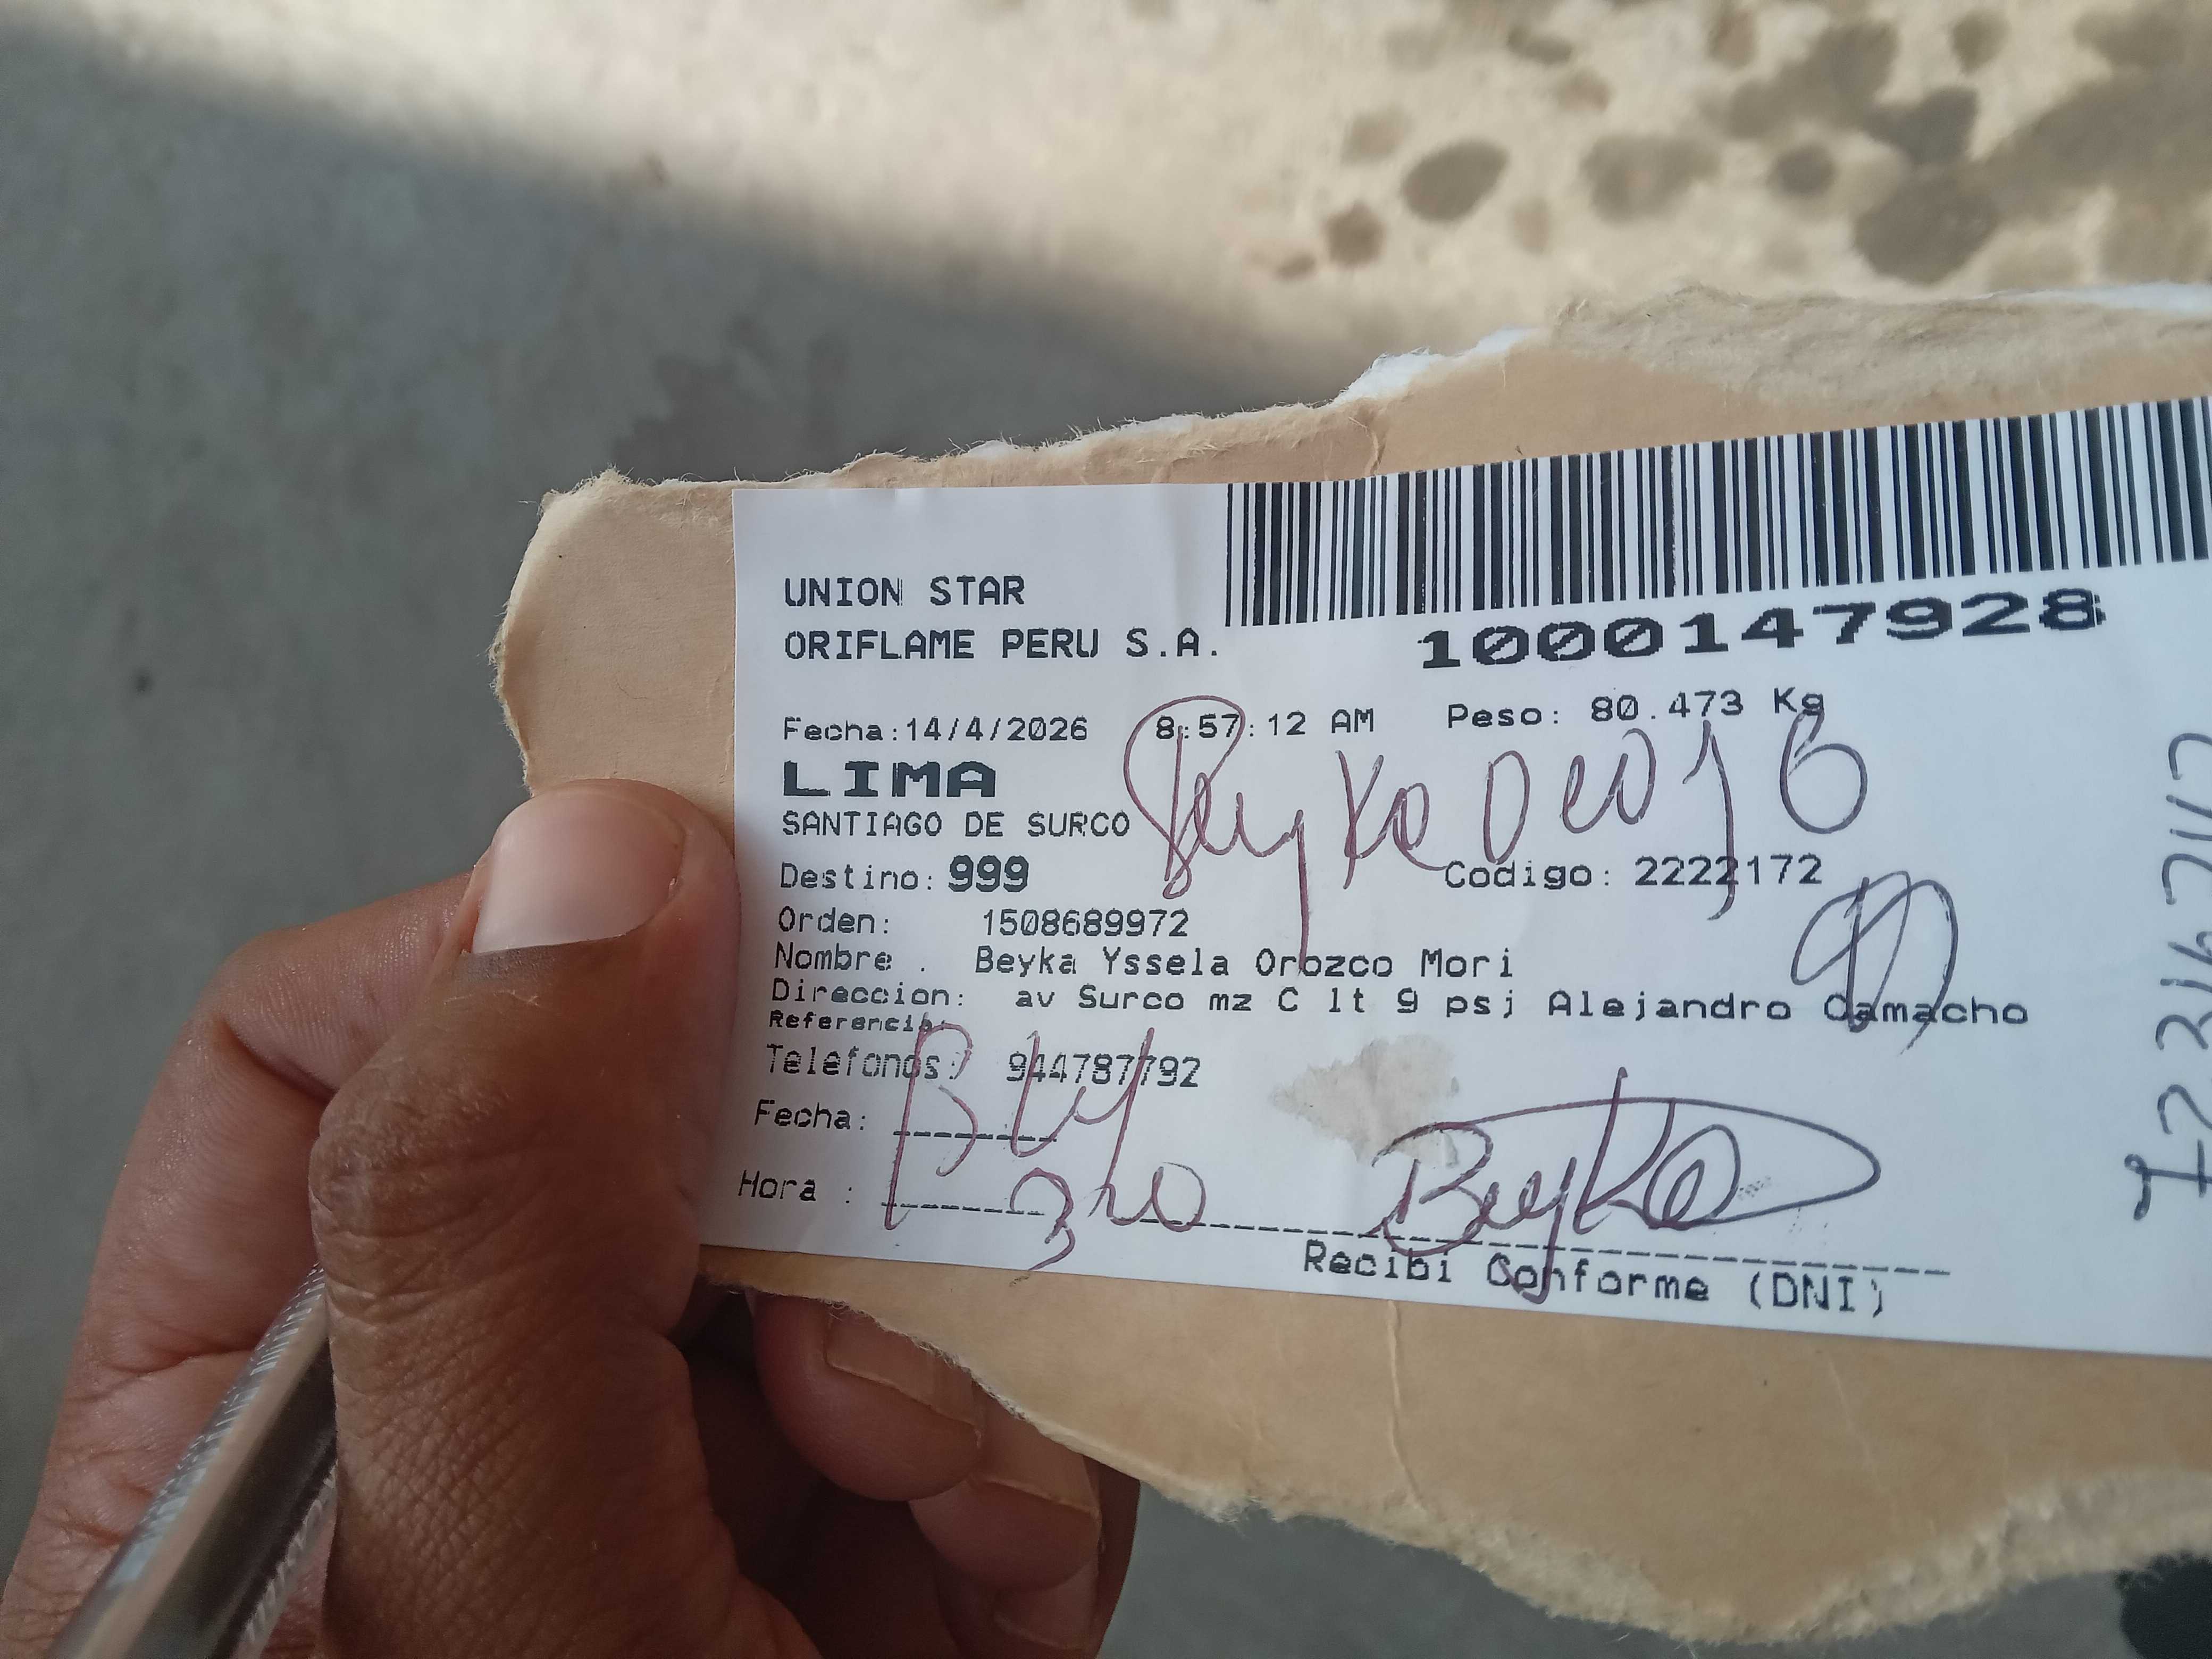 UNION STAR
ORIFLAME PERU S.A.
1000147928
Fecha:14/4/2026 8:57:12 AM Peso: 80.473 Kg
LIMA
SANTIAGO DE SURCO
Beyka
Destino: 999 Codigo: 2222172
Orden: 1508689972
Nombre . Beyka Yssela Orozco Mori
Direccion: av Surco mz C lt 9 psj Alejandro Camacho
Referencia:
Telefonos: 944787792
Fecha:
Hora :
Beyka
Recibi Conforme (DNI)